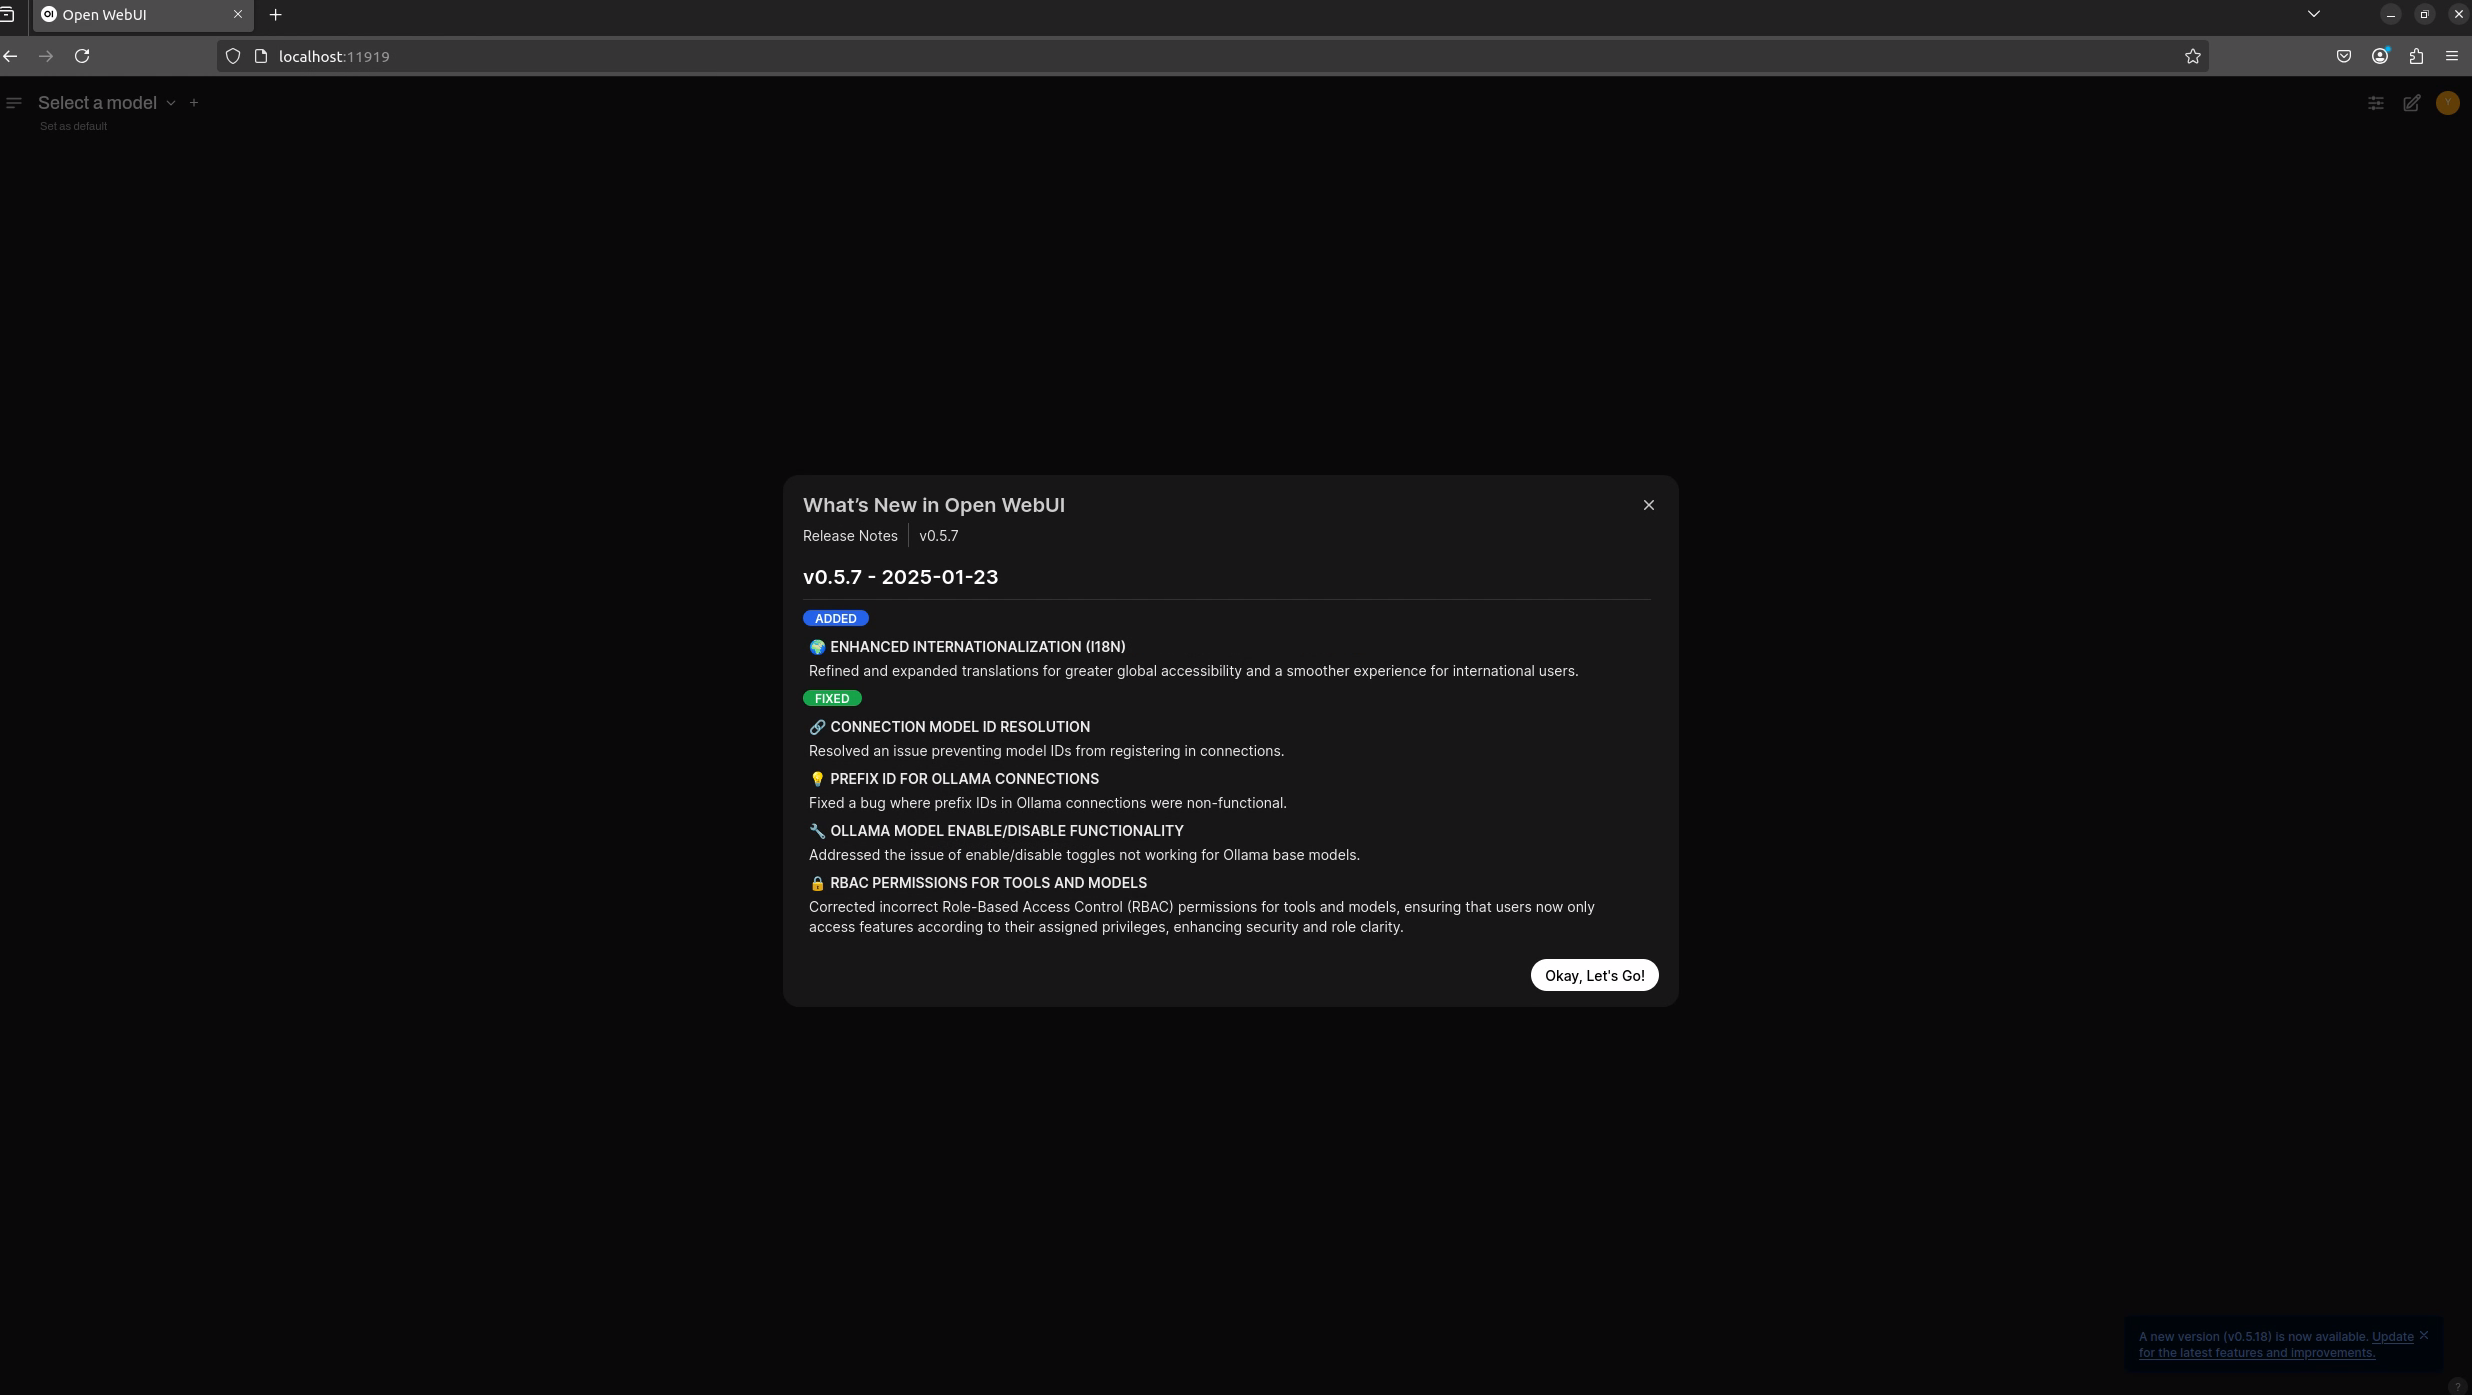 Open WebUI
localhost:11919
Select a model
Set as default
Y
What’s New in Open WebUI
Release Notes
v0.5.7
v0.5.7 - 2025-01-23
ADDED
🌍 ENHANCED INTERNATIONALIZATION (I18N)
Refined and expanded translations for greater global accessibility and a smoother experience for international users.
FIXED
🔗 CONNECTION MODEL ID RESOLUTION
Resolved an issue preventing model IDs from registering in connections.
💡 PREFIX ID FOR OLLAMA CONNECTIONS
Fixed a bug where prefix IDs in Ollama connections were non-functional.
🔧 OLLAMA MODEL ENABLE/DISABLE FUNCTIONALITY
Addressed the issue of enable/disable toggles not working for Ollama base models.
🔒 RBAC PERMISSIONS FOR TOOLS AND MODELS
Corrected incorrect Role-Based Access Control (RBAC) permissions for tools and models, ensuring that users now only
access features according to their assigned privileges, enhancing security and role clarity.
Okay, Let's Go!
A new version (v0.5.18) is now available. Update
for the latest features and improvements.
?